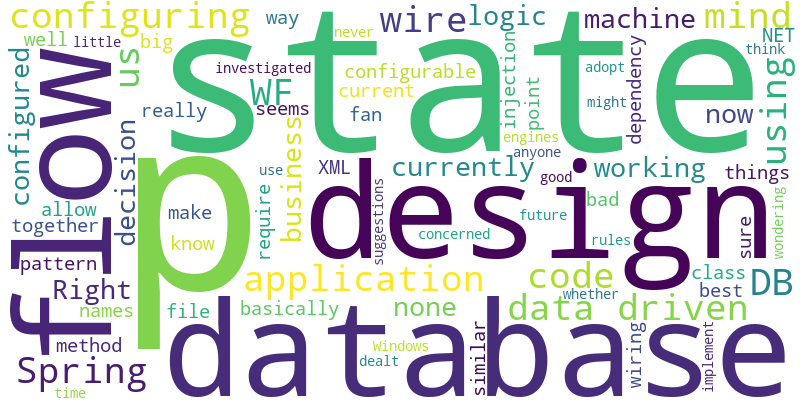 configuring
way
wire
logic
machine
mind
well
little
big
never
NET
think
us
state
investigated
configurable
current
WF
seems
fan
injection
point
engines
adopt
might
dependency
now
using
configured
flow
really
decision
business
anyone
XML
currently
good
working
things
together
allow
make
know
p
require
use
suggestions
design
concerned
future
rules
bad
sure
wondering
pattern
Right
names
method
file
application
basically
none
code
whether
data driven
class
best
DB
Spring
time
database
Windows
dealt
similar
wiring
implement